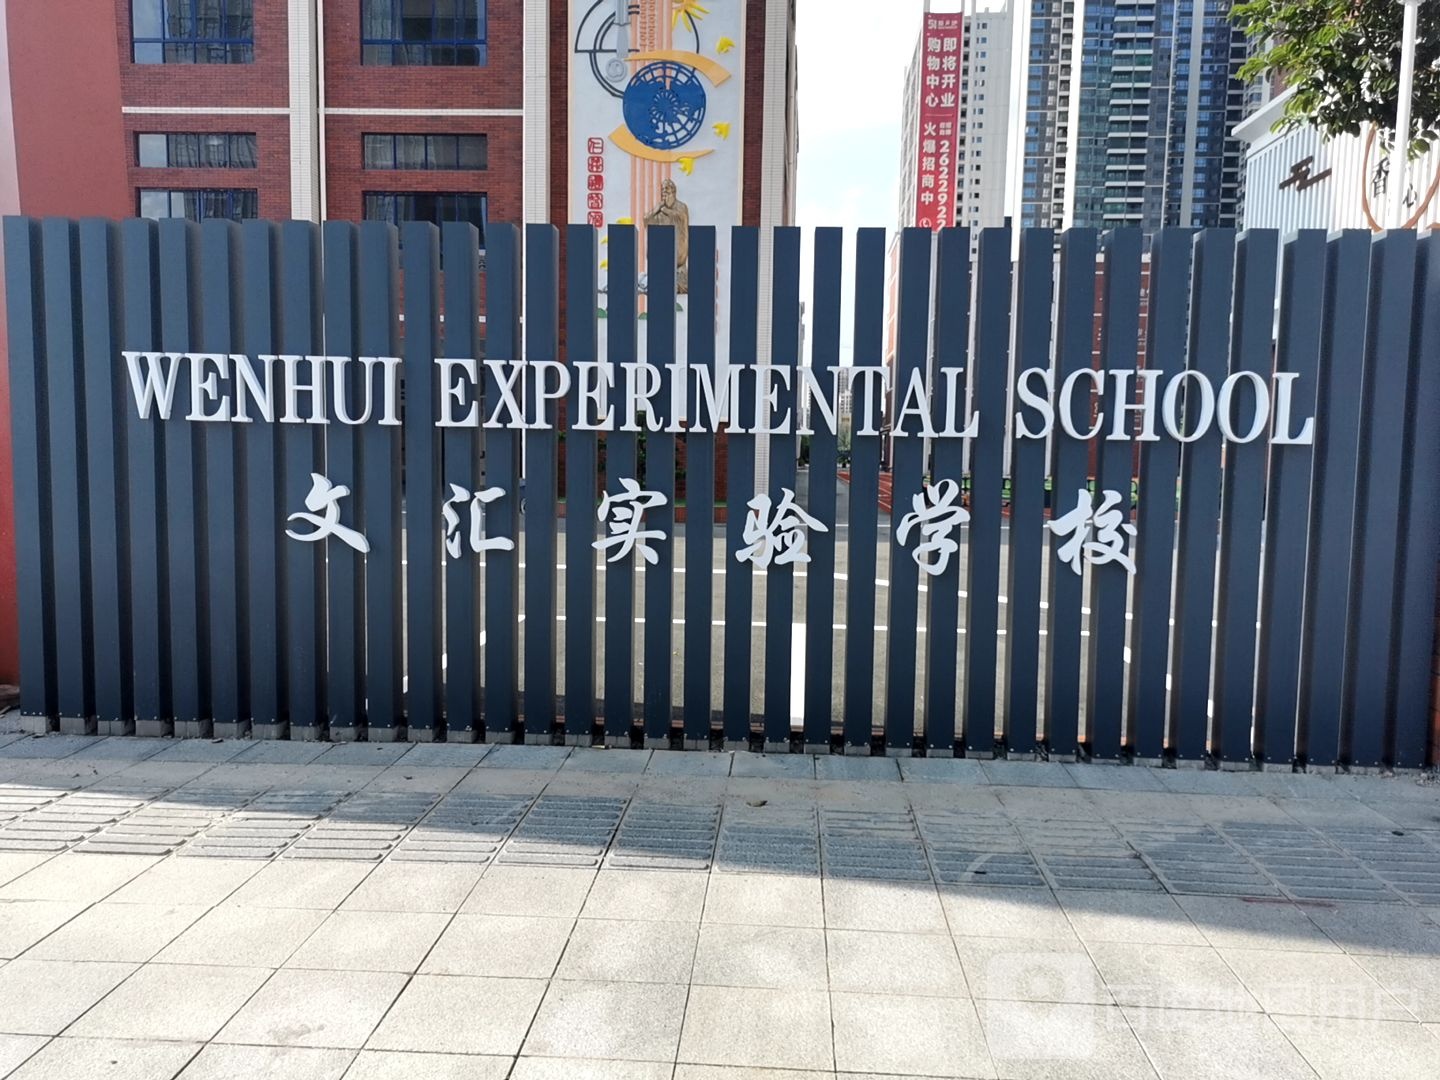 WENHUI EXPERIMENTAL SCHOOL
文汇实验学校
即将开业
购物中心
火爆招商中
2622922